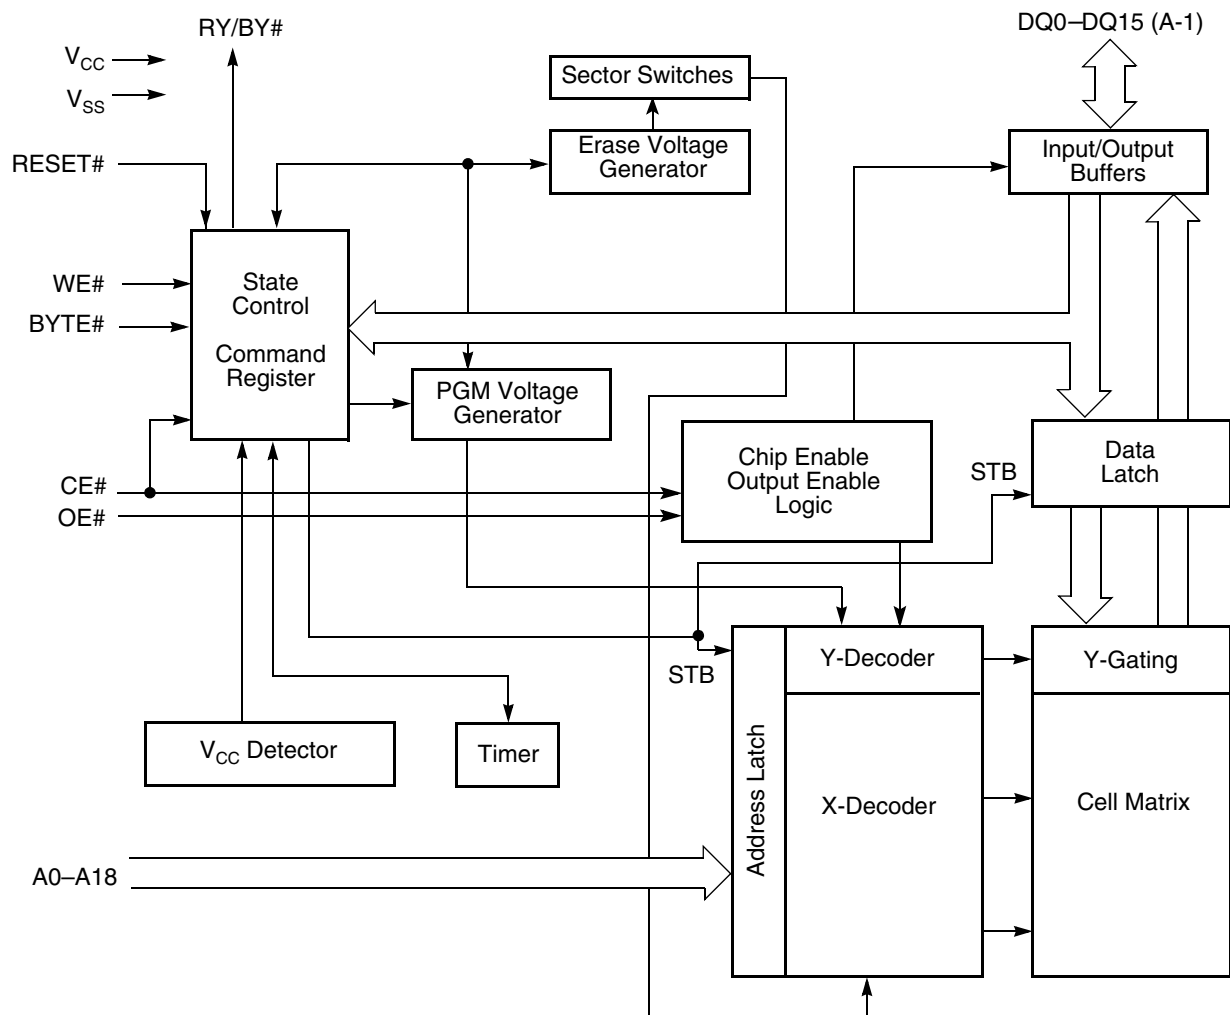 RY/BY#
DQ0–DQ15 (A-1)
VCC
VSS
Sector Switches
RESET#
Erase Voltage
Generator
Input/Output
Buffers
WE#
BYTE#
State
Control
Command
Register
PGM Voltage
Generator
CE#
OE#
Chip Enable
Output Enable
Logic
STB
Data
Latch
STB
Y-Decoder
Y-Gating
VCC Detector
Timer
Address Latch
X-Decoder
Cell Matrix
A0–A18